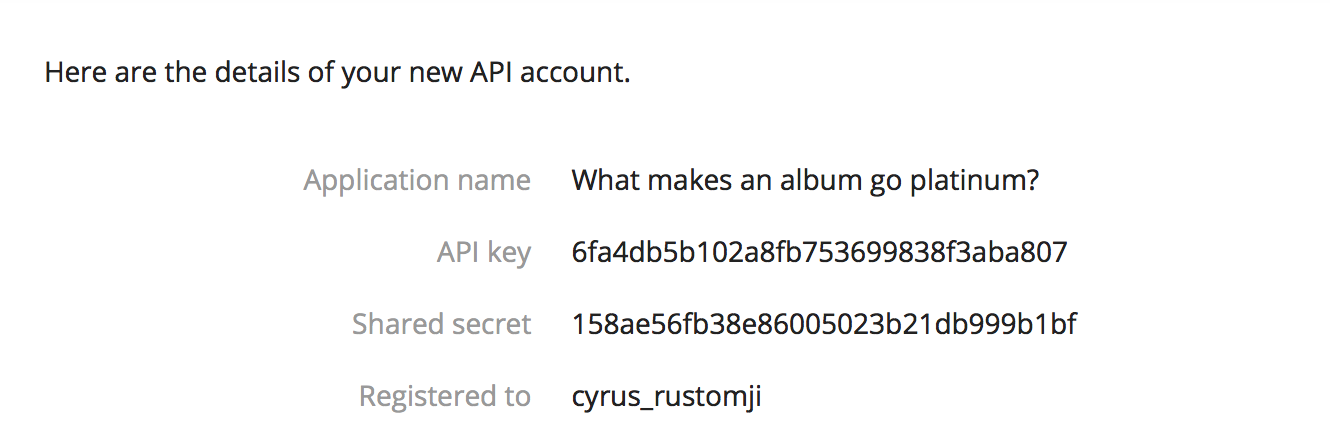 Here are the details of your new API account.
Application name What makes an album go platinum?
API key 6fa4db5b102a8fb753699838f3aba807
Shared secret 158ae56fb38e86005023b21db999b1bf
Registered to cyrus_rustomji